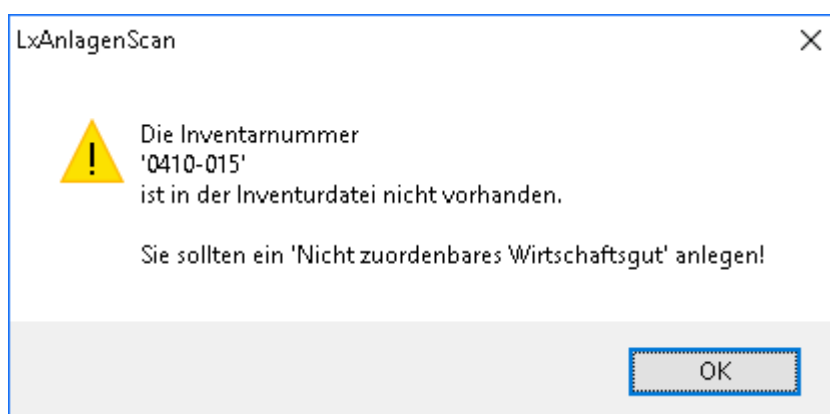 LxAnlagenScan
Die Inventarnummer
'0410-015'
ist in der Inventurdatei nicht vorhanden.
Sie sollten ein 'Nicht zuordenbares Wirtschaftsgut' anlegen!
OK